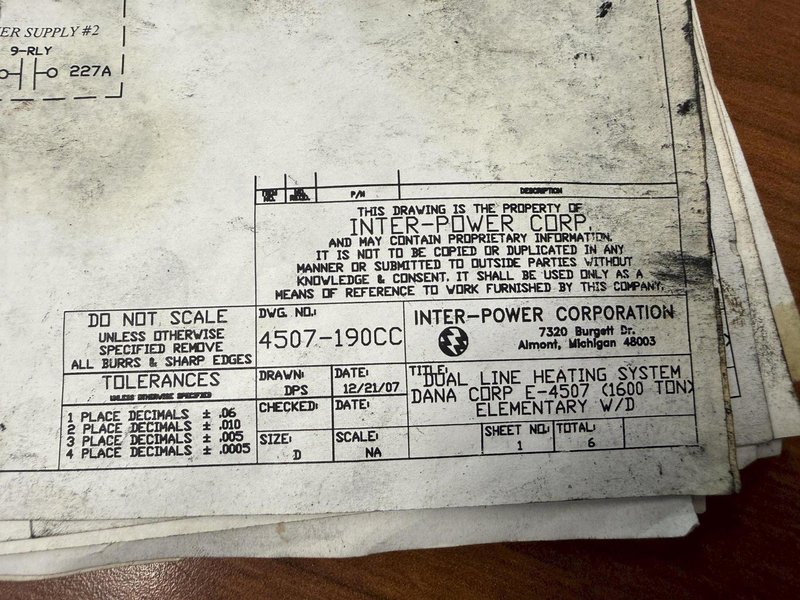 ER SUPPLY #2
9-RLY
227A
P/N
DESCRIPTION
THIS DRAWING IS THE PROPERTY OF
INTER-POWER CORP.
AND MAY CONTAIN PROPRIETARY INFORMATION.
IT IS NOT TO BE COPIED OR DUPLICATED IN ANY
MANNER OR SUBMITTED TO OUTSIDE PARTIES WITHOUT
KNOWLEDGE & CONSENT. IT SHALL BE USED ONLY AS A
MEANS OF REFERENCE TO WORK FURNISHED BY THIS COMPANY.
DO NOT SCALE
UNLESS OTHERWISE
SPECIFIED REMOVE
ALL BURRS & SHARP EDGES
TOLERANCES
UNLESS OTHERWISE SPECIFIED
1 PLACE DECIMALS ± .06
2 PLACE DECIMALS ± .010
3 PLACE DECIMALS ± .005
4 PLACE DECIMALS ± .0005
DWG. NO.:
4507-190CC
DRAWN:
DPS
DATE:
12/21/07
CHECKED:
DATE:
SIZE:
D
SCALE:
NA
INTER-POWER CORPORATION
7320 Burgett Dr.
Almont, Michigan 48003
TITLE:
DUAL LINE HEATING SYSTEM
DANA CORP E-4507 (1600 TON)
ELEMENTARY W/D
SHEET NO.:
1
TOTAL:
6